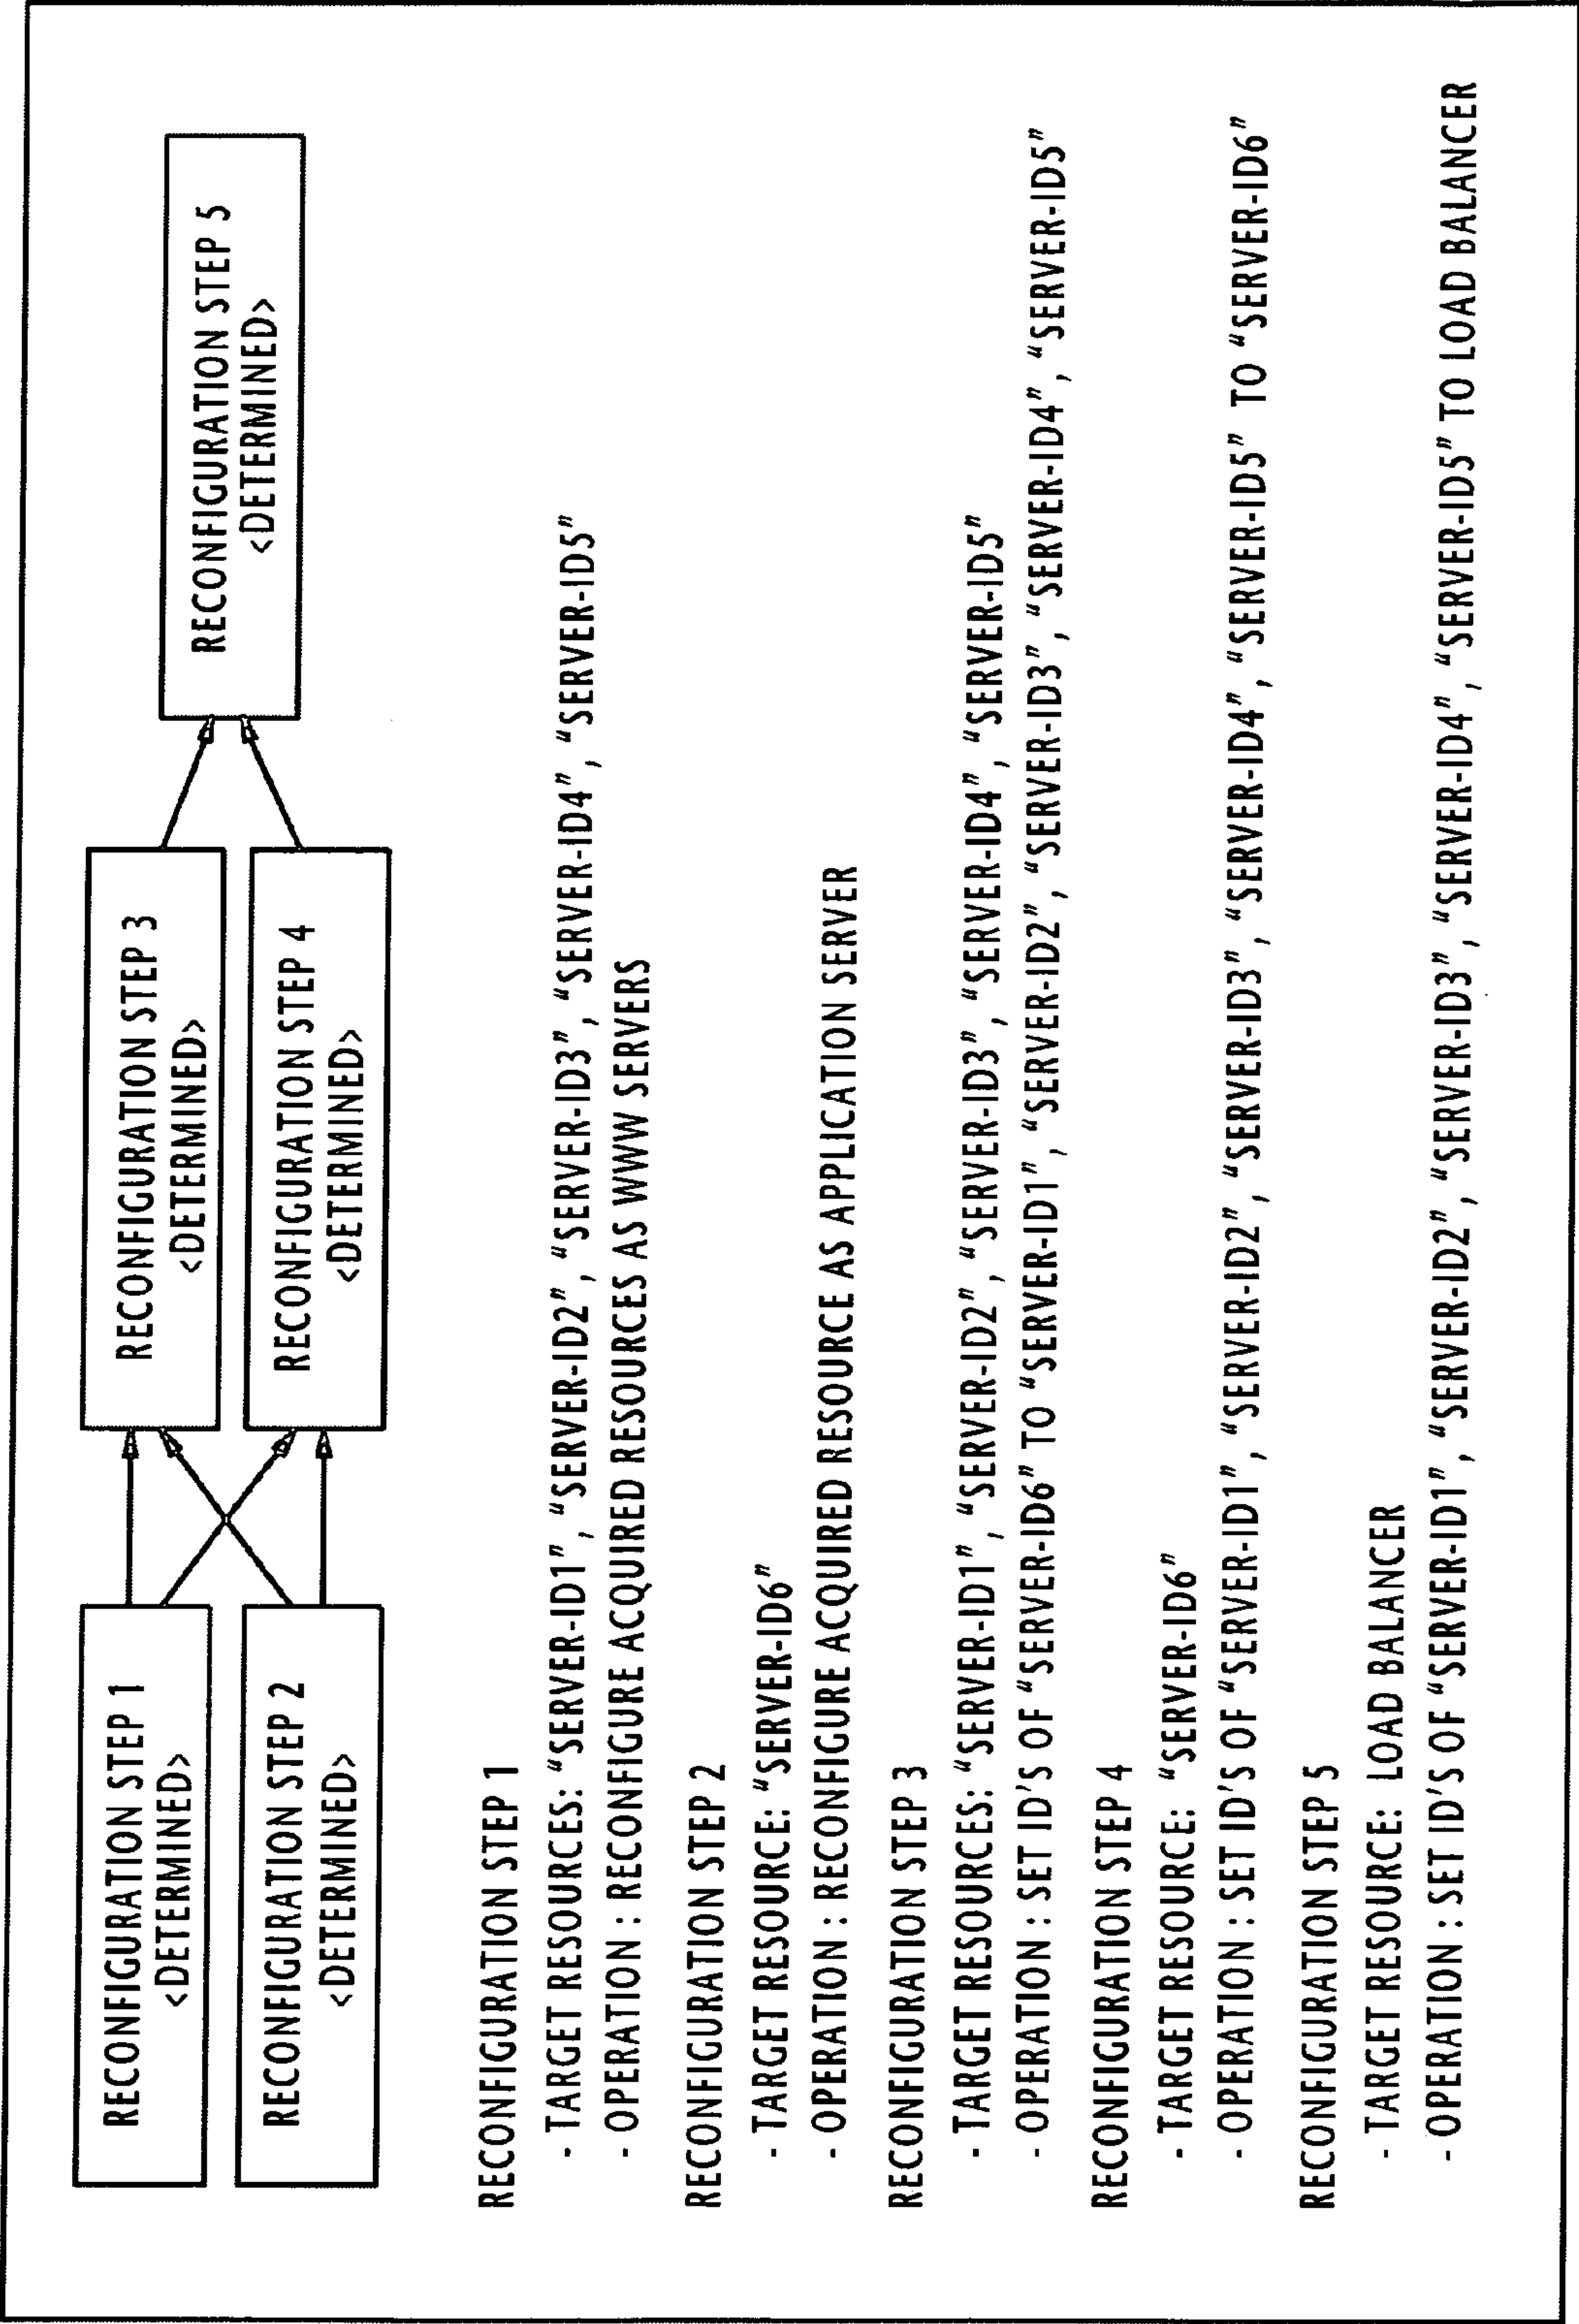 RECONFIGURATION STEP 1
<DETERMINED>
RECONFIGURATION STEP 2
<DETERMINED>
RECONFIGURATION STEP 3
<DETERMINED>
RECONFIGURATION STEP 4
<DETERMINED>
RECONFIGURATION STEP 5
<DETERMINED>
RECONFIGURATION STEP 1
- TARGET RESOURCES: “SERVER-ID1”, “SERVER-ID2”, “SERVER-ID3”, “SERVER-ID4”, “SERVER-ID5”
- OPERATION : RECONFIGURE ACQUIRED RESOURCES AS WWW SERVERS
RECONFIGURATION STEP 2
- TARGET RESOURCE: “SERVER-ID6”
- OPERATION : RECONFIGURE ACQUIRED RESOURCE AS APPLICATION SERVER
RECONFIGURATION STEP 3
- TARGET RESOURCES: “SERVER-ID1”, “SERVER-ID2”, “SERVER-ID3”, “SERVER-ID4”, “SERVER-ID5”
- OPERATION : SET ID'S OF “SERVER-ID6” TO “SERVER-ID1”, “SERVER-ID2”, “SERVER-ID3”, “SERVER-ID4”, “SERVER-ID5”
RECONFIGURATION STEP 4
- TARGET RESOURCE: “SERVER-ID6”
- OPERATION : SET ID'S OF “SERVER-ID1”, “SERVER-ID2”, “SERVER-ID3”, “SERVER-ID4”, “SERVER-ID5” TO “SERVER-ID6”
RECONFIGURATION STEP 5
- TARGET RESOURCE: LOAD BALANCER
- OPERATION : SET ID'S OF “SERVER-ID1”, “SERVER-ID2”, “SERVER-ID3”, “SERVER-ID4”, “SERVER-ID5” TO LOAD BALANCER